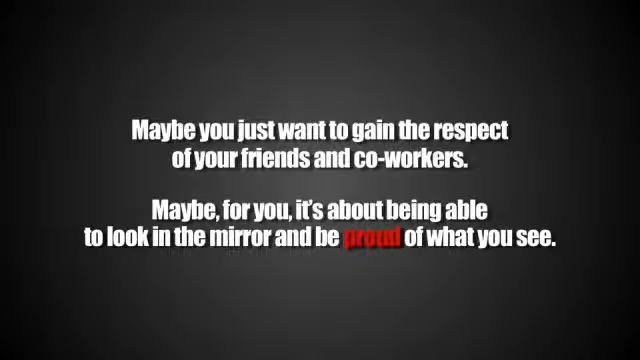 Maybe you just want to gain the respect
of your friends and co-workers.
Maybe, for you, it's about being able
to look in the mirror and be proud of what you see.